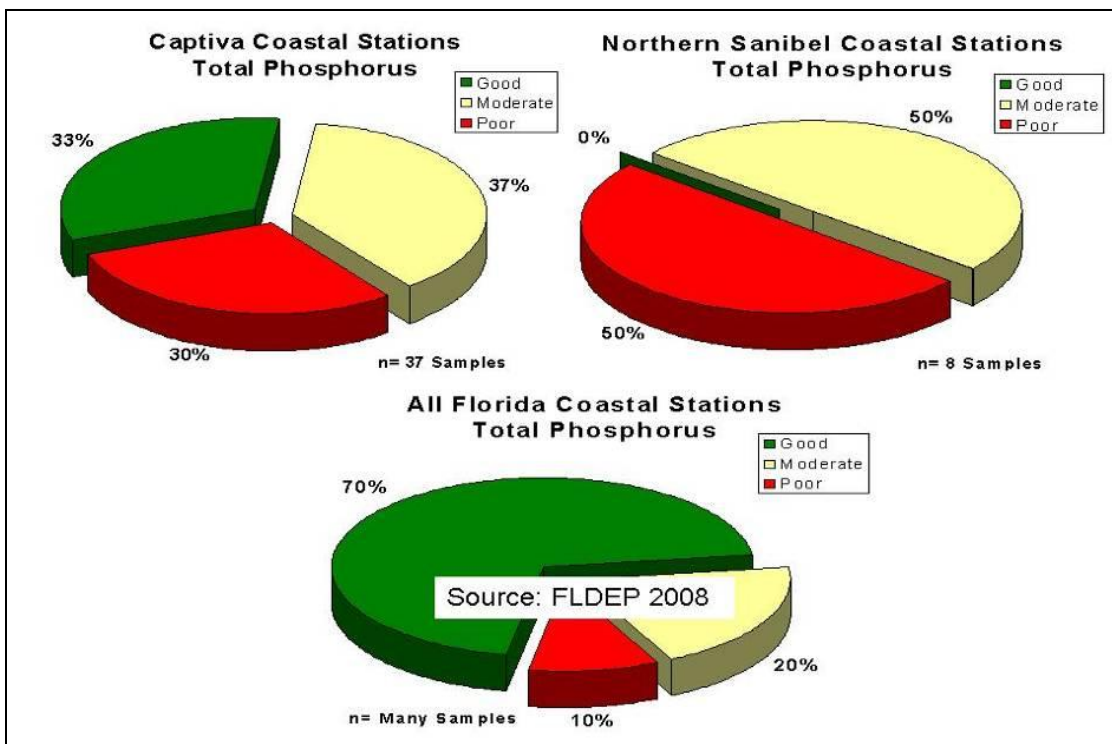 Captiva Coastal Stations
Total Phosphorus
Good
Moderate
Poor
33%
37%
30%
n= 37 Samples
Northern Sanibel Coastal Stations
Total Phosphorus
Good
Moderate
Poor
0%
50%
50%
n= 8 Samples
All Florida Coastal Stations
Total Phosphorus
Good
Moderate
Poor
70%
Source: FLDEP 2008
20%
n= Many Samples
10%